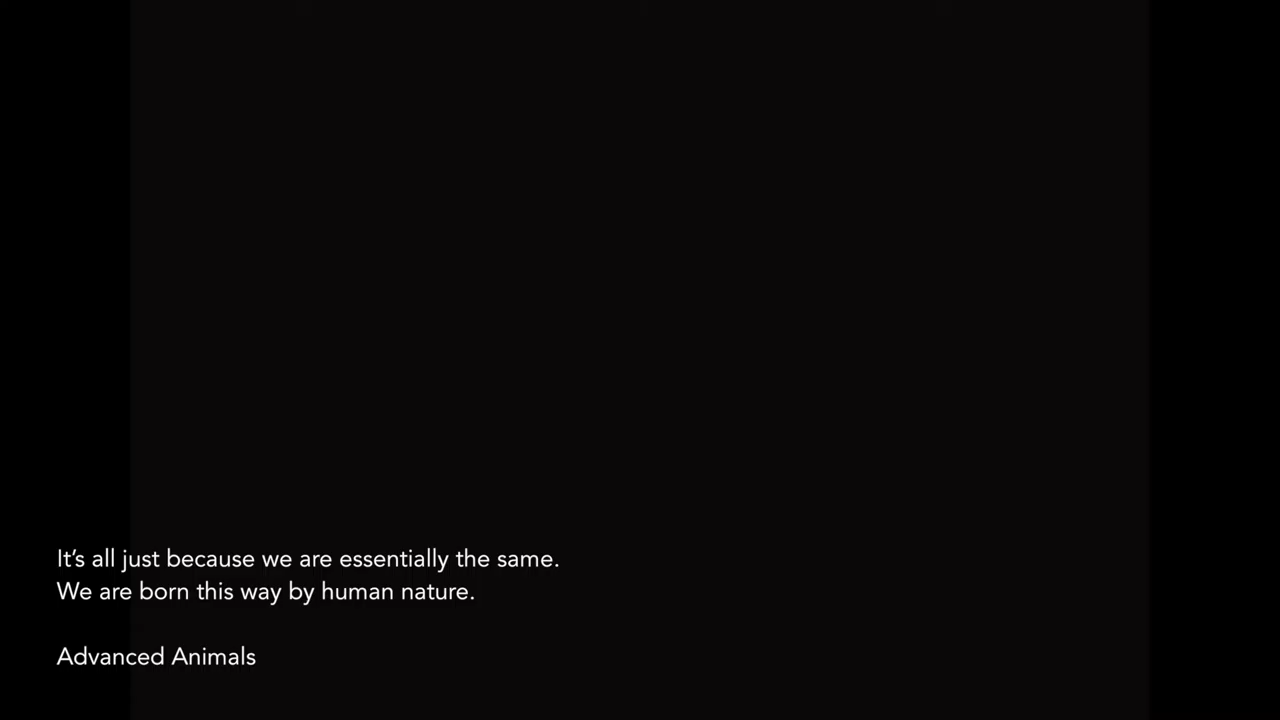 It’s all just because we are essentially the same.
We are born this way by human nature.
Advanced Animals